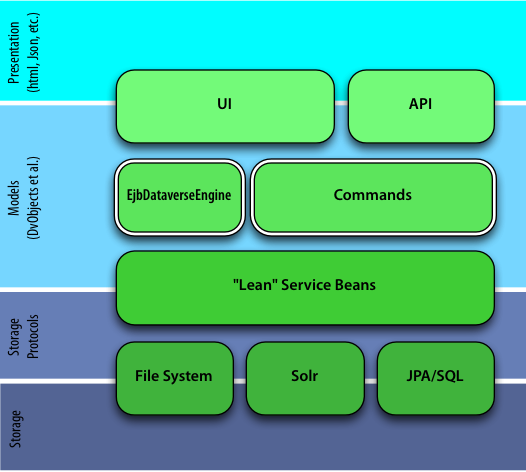 Presentation
(html, Json, etc.)
UI
API
Models
(DvObjects et al.)
EjbDataverseEngine
Commands
"Lean" Service Beans
Storage
Protocols
File System
Solr
JPA/SQL
Storage